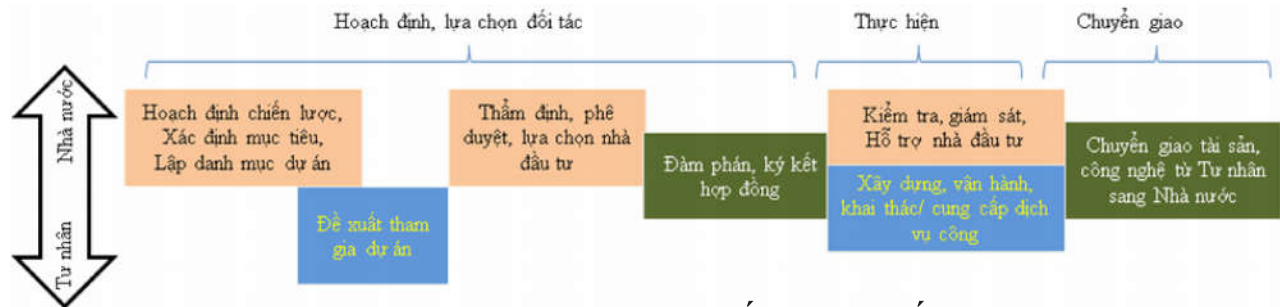 Hoạch định, lựa chọn đối tác
Thực hiện
Chuyển giao
Nhà nước
Tư nhân
Hoạch định chiến lược,
Xác định mục tiêu,
Lập danh mục dự án
Đề xuất tham
gia dự án
Thẩm định, phê
duyệt, lựa chọn nhà
đầu tư
Đàm phán, ký kết
hợp đồng
Kiểm tra, giám sát,
Hỗ trợ nhà đầu tư
Xây dựng, vận hành,
khai thác/ cung cấp dịch
vụ công
Chuyển giao tài sản,
công nghệ từ Tư nhân
sang Nhà nước